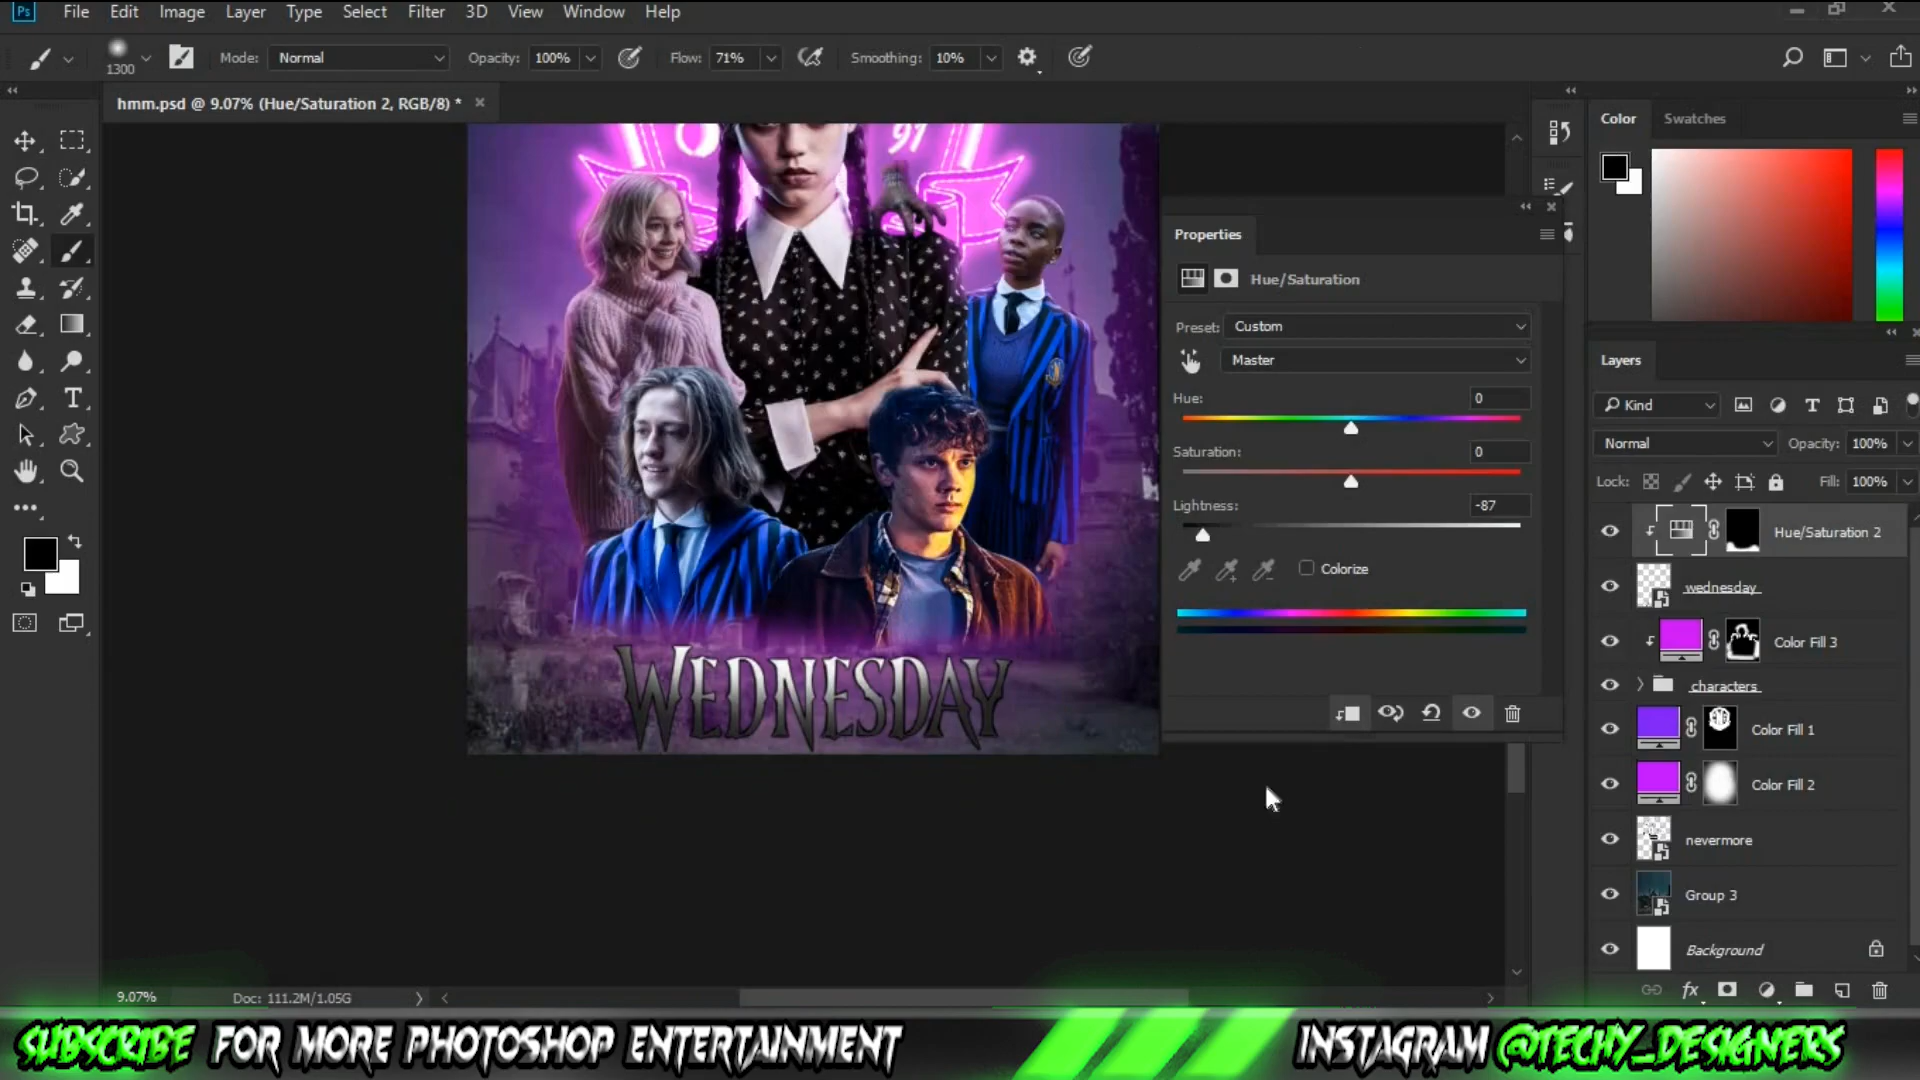 Ps File Edit Image Layer Type Select Filter 3D View Window Help
1300 Mode: Normal Opacity: 100% Flow: 71% Smoothing: 10%
hmm.psd @ 9.07% (Hue/Saturation 2, RGB/8) *
Color Swatches
91
Properties
Hue/Saturation
Preset: Custom
Master
Hue: 0
Saturation: 0
Lightness: -87
Colorize
WEDNESDAY
Layers
Kind
Normal Opacity: 100%
Lock: Fill: 100%
Hue/Saturation 2
wednesday
Color Fill 3
characters
Color Fill 1
Color Fill 2
nevermore
Group 3
Background
fx
9.07% Doc: 111.2M/1.05G
SUBSCRIBE FOR MORE PHOTOSHOP ENTERTAINMENT
INSTAGRAM @TECHY_DESIGNERS